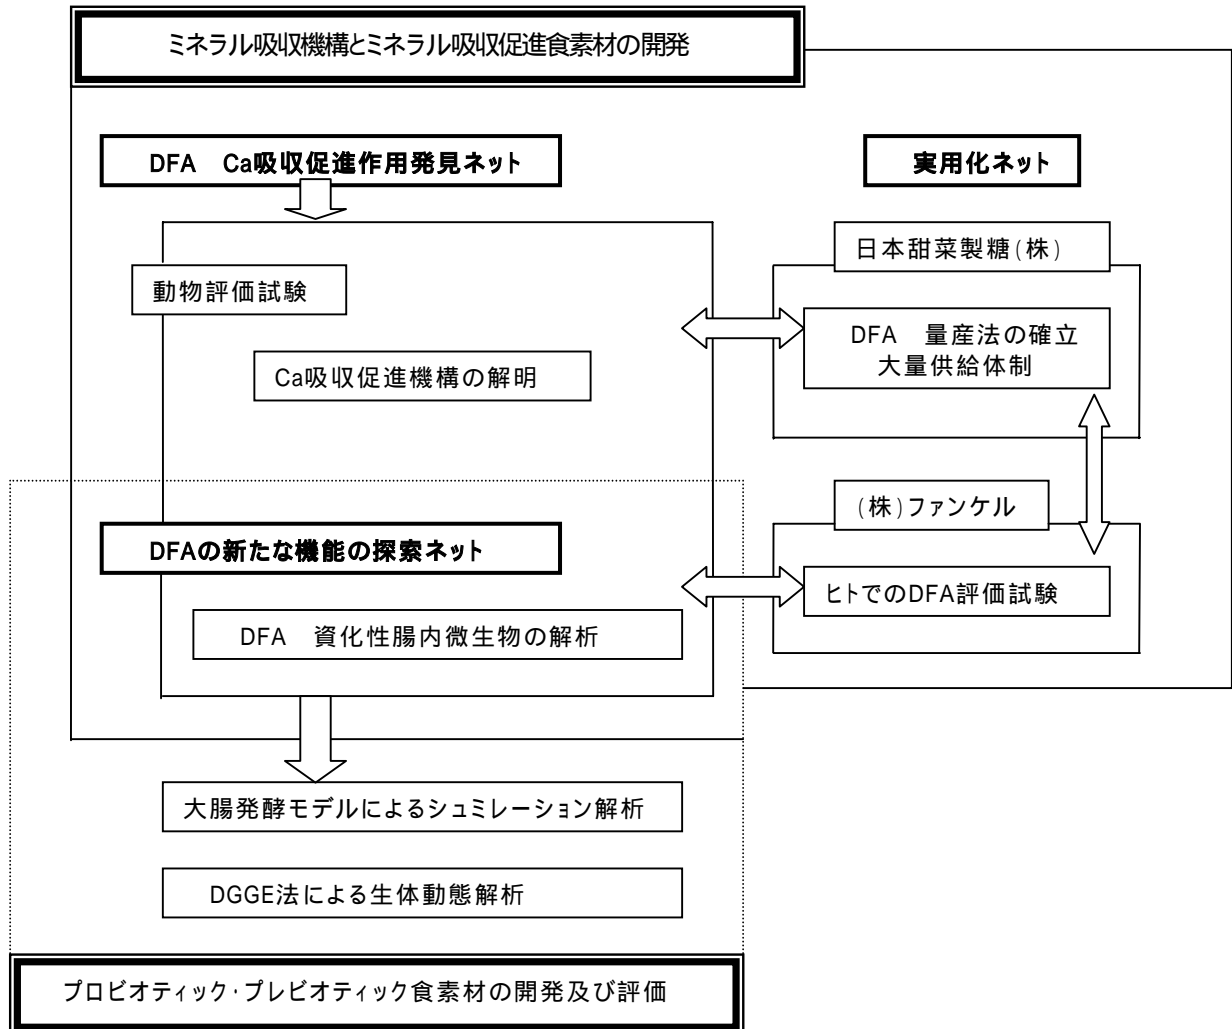 ミネラル吸収機構とミネラル吸収促進食素材の開発
DFA　Ca吸収促進作用発見ネット
実用化ネット
日本甜菜製糖(株)
動物評価試験
DFA　量産法の確立
大量供給体制
Ca吸収促進機構の解明
(株)ファンケル
DFAの新たな機能の探索ネット
ヒトでのDFA評価試験
DFA　資化性腸内微生物の解析
大腸発酵モデルによるシュミレーション解析
DGGE法による生体動態解析
プロビオティック・プレビオティック食素材の開発及び評価